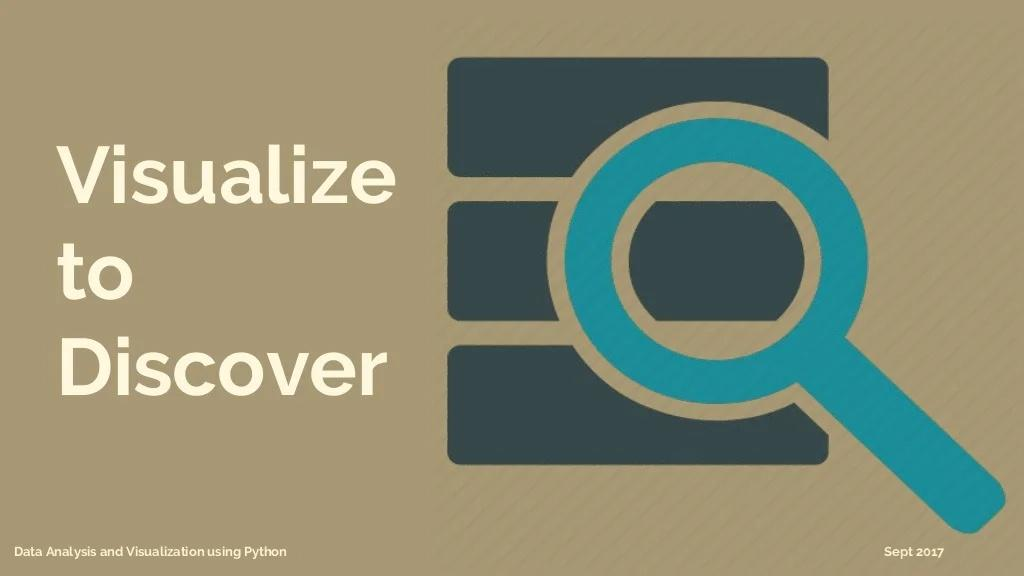 Visualize
to
Discover
Data Analysis and Visualization using Python
Sept 2017